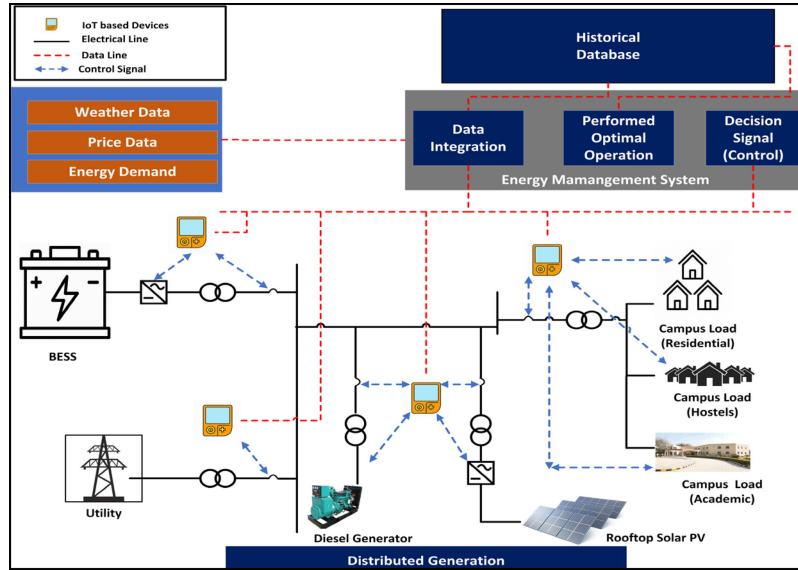 IoT based Devices
Electrical Line
Data Line
Control Signal
Historical
Database
Weather Data
Price Data
Energy Demand
Data
Integration
Performed
Optimal
Operation
Decision
Signal
(Control)
Energy Mamangement System
BESS
Campus Load
(Residential)
Campus Load
(Hostels)
Campus Load
(Academic)
Utility
Diesel Generator
Rooftop Solar PV
Distributed Generation